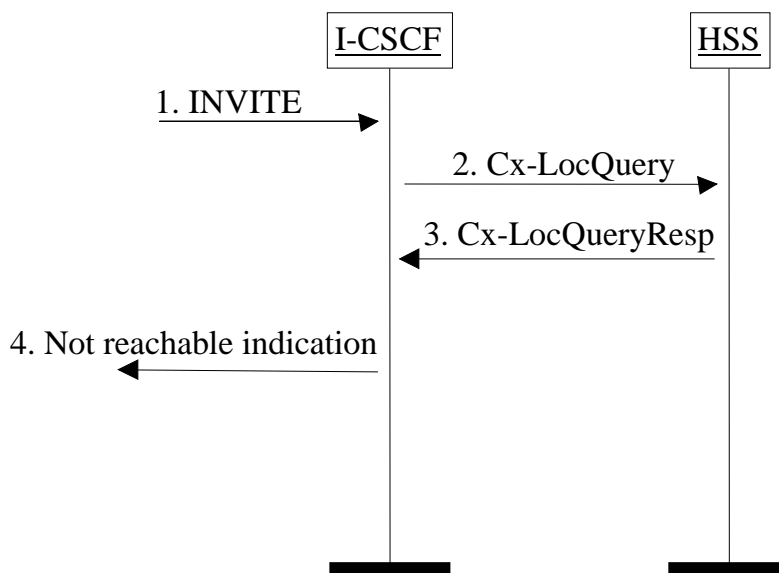 I-CSCF
HSS
1. INVITE
2. Cx-LocQuery
3. Cx-LocQueryResp
4. Not reachable indication